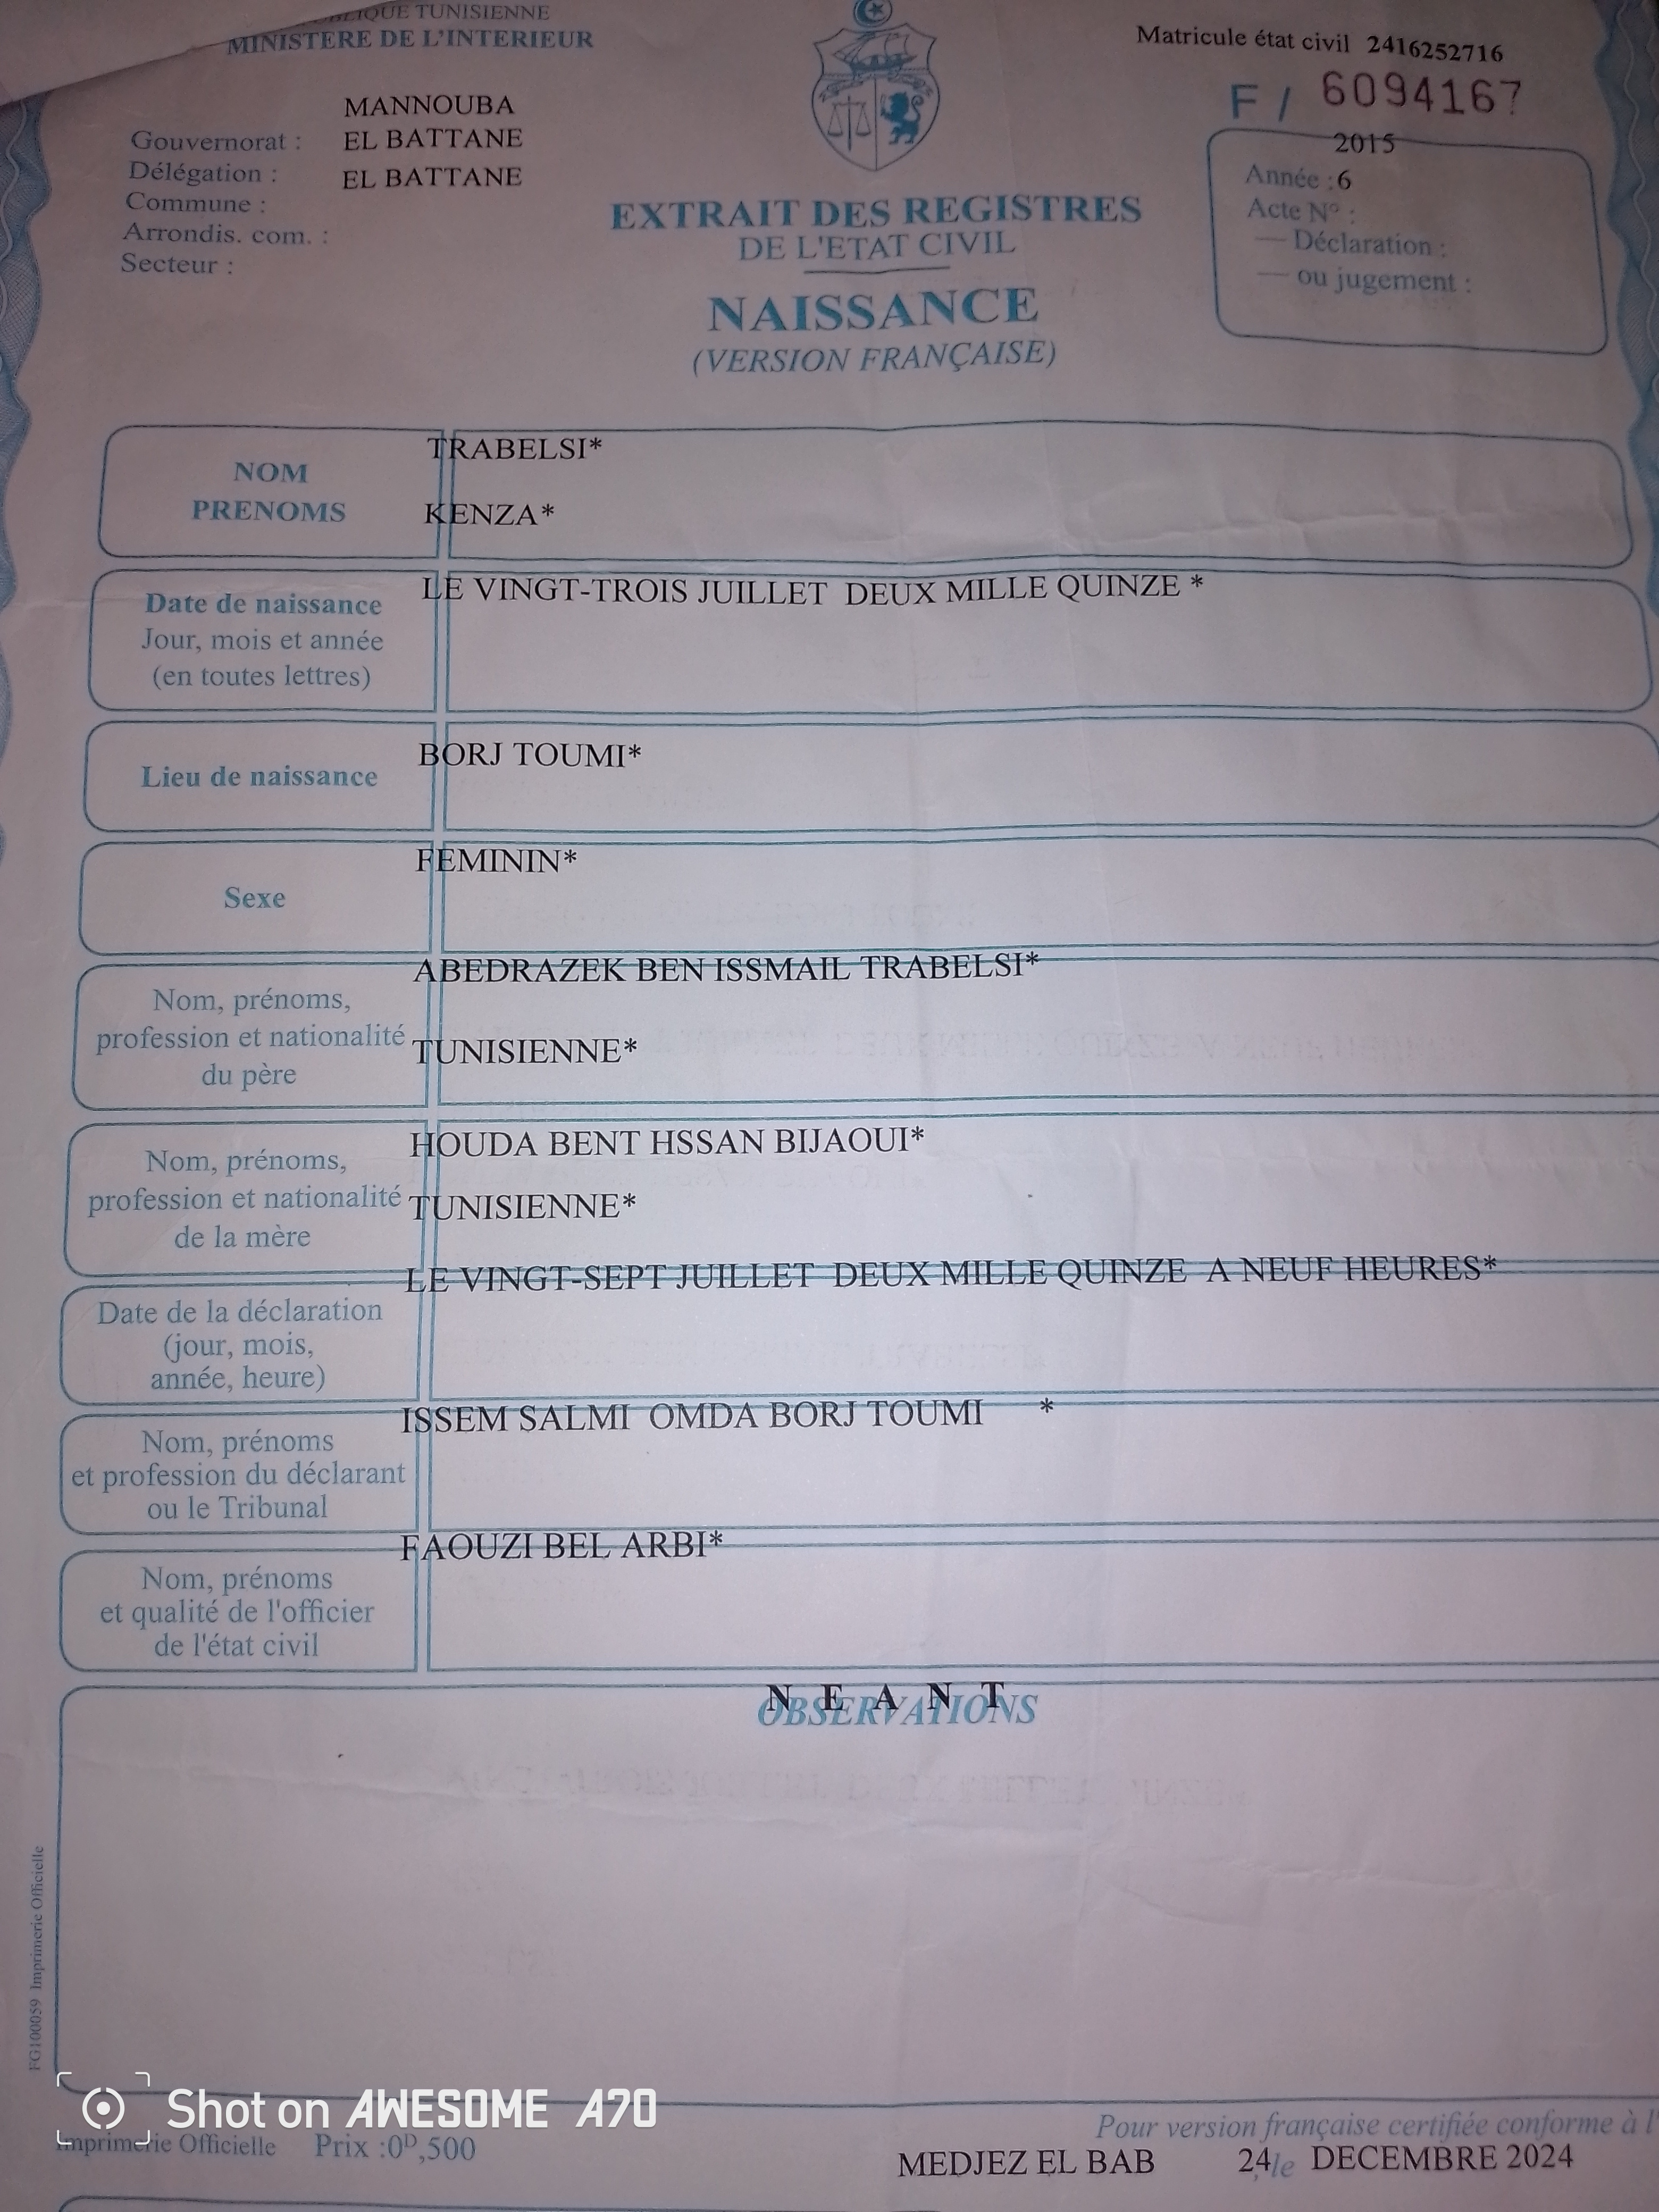 TUNISIENNE
MINISTERE DE L'INTERIEUR
Matricule état civil 2416252716
F / 6094167
MANNOUBA
Gouvernorat : EL BATTANE
Délégation : EL BATTANE
Commune :
Arrondis. com. :
Secteur :
2015
Année : 6
Acte N° :
— Déclaration :
— ou jugement :
EXTRAIT DES REGISTRES
DE L'ETAT CIVIL
NAISSANCE
(VERSION FRANÇAISE)
NOM
PRENOMS
TRABELSI*
KENZA*
Date de naissance
Jour, mois et année
(en toutes lettres)
LE VINGT-TROIS JUILLET DEUX MILLE QUINZE *
Lieu de naissance
BORJ TOUMI*
Sexe
FEMININ*
Nom, prénoms,
profession et nationalité
du père
ABEDRAZEK BEN ISSMAIL TRABELSI*
TUNISIENNE*
Nom, prénoms,
profession et nationalité
de la mère
HOUDA BENT HSSAN BIJAOUI*
TUNISIENNE*
Date de la déclaration
(jour, mois,
année, heure)
LE VINGT-SEPT JUILLET DEUX MILLE QUINZE A NEUF HEURES*
Nom, prénoms
et profession du déclarant
ou le Tribunal
ISSEM SALMI OMDA BORJ TOUMI *
Nom, prénoms
et qualité de l'officier
de l'état civil
FAOUZI BEL ARBI*
N E A N T
OBSERVATIONS
FG100059 Imprimerie Officielle
Shot on AWESOME A70
Imprimerie Officielle Prix :0ᴰ,500
Pour version française certifiée conforme à l'
MEDJEZ EL BAB 24 le DECEMBRE 2024